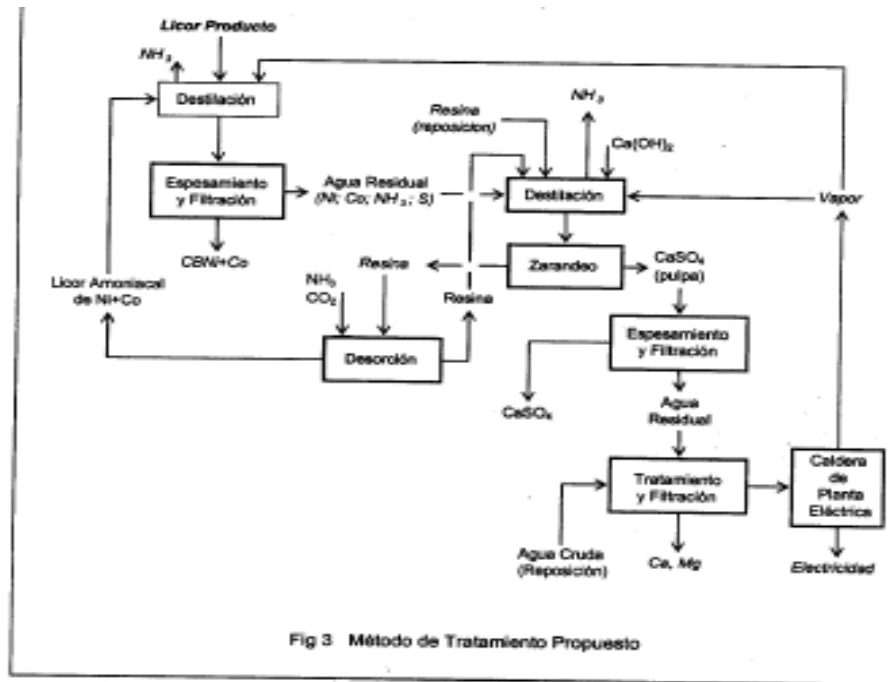 Licor Producto
NH₃
Destilación
Espesamiento
y Filtración
CBNi+Co
Licor Amoniacal
de Ni+Co
Agua Residual
(Ni; Co; NH₃; S)
Resina
(reposicion)
NH₃
Ca(OH)₂
Destilación
Vapor
Zarandeo
CaSO₄
(pulpa)
Resina
NH₃
CO₂
Resina
Desorción
Espesamiento
y Filtración
CaSO₄
Agua
Residual
Tratamiento
y Filtración
Caldera
de
Planta
Eléctrica
Agua Cruda
(Reposición)
Ca, Mg
Electricidad
Fig 3 Método de Tratamiento Propuesto